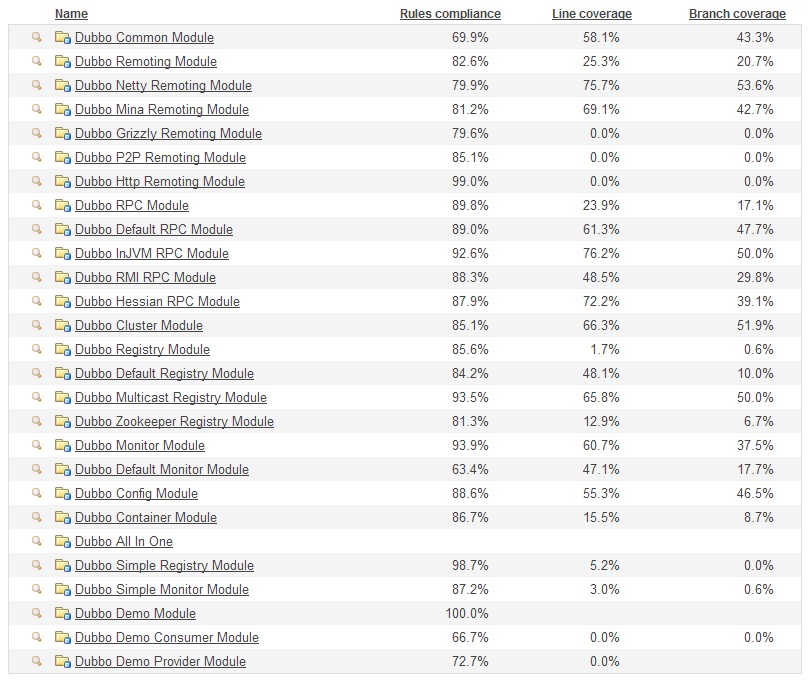 Name Rules compliance Line coverage Branch coverage
Dubbo Common Module 69.9% 58.1% 43.3%
Dubbo Remoting Module 82.6% 25.3% 20.7%
Dubbo Netty Remoting Module 79.9% 75.7% 53.6%
Dubbo Mina Remoting Module 81.2% 69.1% 42.7%
Dubbo Grizzly Remoting Module 79.6% 0.0% 0.0%
Dubbo P2P Remoting Module 85.1% 0.0% 0.0%
Dubbo Http Remoting Module 99.0% 0.0% 0.0%
Dubbo RPC Module 89.8% 23.9% 17.1%
Dubbo Default RPC Module 89.0% 61.3% 47.7%
Dubbo InJVM RPC Module 92.6% 76.2% 50.0%
Dubbo RMI RPC Module 88.3% 48.5% 29.8%
Dubbo Hessian RPC Module 87.9% 72.2% 39.1%
Dubbo Cluster Module 85.1% 66.3% 51.9%
Dubbo Registry Module 85.6% 1.7% 0.6%
Dubbo Default Registry Module 84.2% 48.1% 10.0%
Dubbo Multicast Registry Module 93.5% 65.8% 50.0%
Dubbo Zookeeper Registry Module 81.3% 12.9% 6.7%
Dubbo Monitor Module 93.9% 60.7% 37.5%
Dubbo Default Monitor Module 63.4% 47.1% 17.7%
Dubbo Config Module 88.6% 55.3% 46.5%
Dubbo Container Module 86.7% 15.5% 8.7%
Dubbo All In One
Dubbo Simple Registry Module 98.7% 5.2% 0.0%
Dubbo Simple Monitor Module 87.2% 3.0% 0.6%
Dubbo Demo Module 100.0%
Dubbo Demo Consumer Module 66.7% 0.0% 0.0%
Dubbo Demo Provider Module 72.7% 0.0%